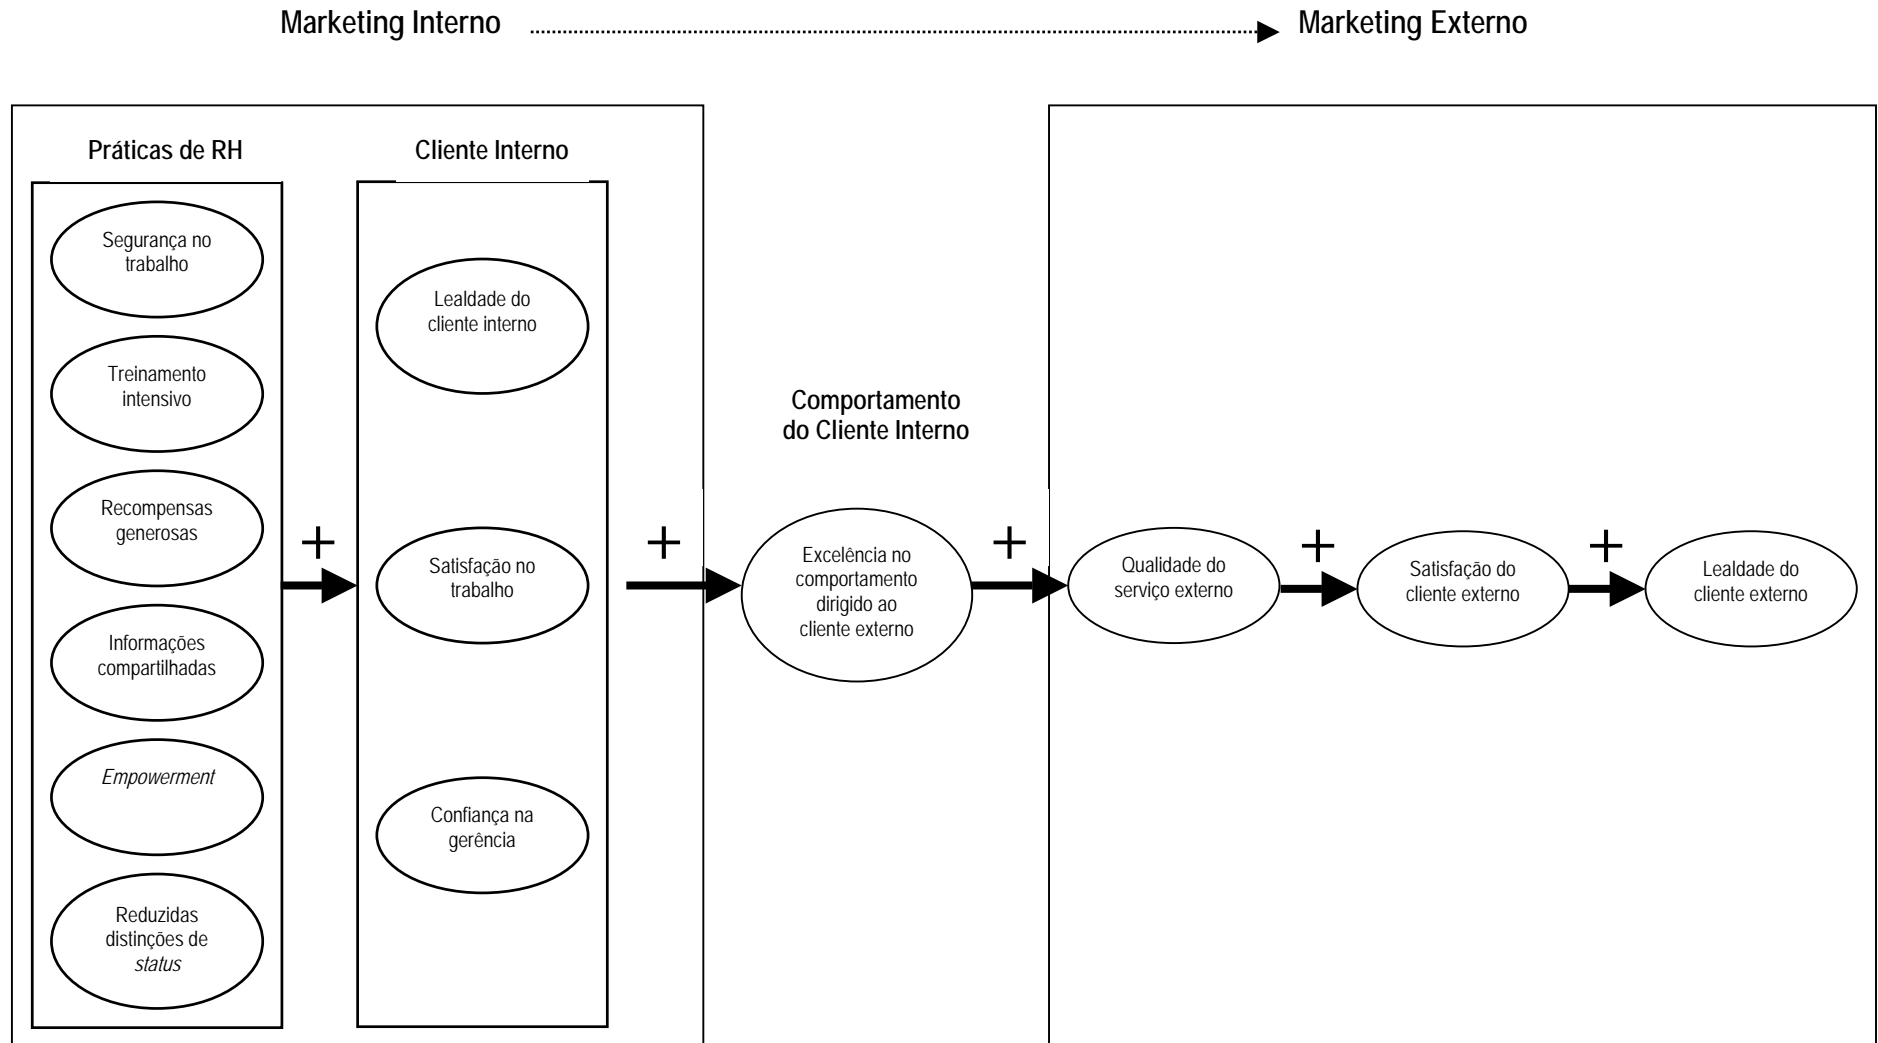 Marketing Interno
Marketing Externo
Práticas de RH
Segurança no
trabalho
Treinamento
intensivo
Recompensas
generosas
Informações
compartilhadas
Empowerment
Reduzidas
distinções de
status
+
Cliente Interno
Lealdade do
cliente interno
Satisfação no
trabalho
Confiança na
gerência
+
Comportamento
do Cliente Interno
Excelência no
comportamento
dirigido ao
cliente externo
+
Qualidade do
serviço externo
+
Satisfação do
cliente externo
+
Lealdade do
cliente externo